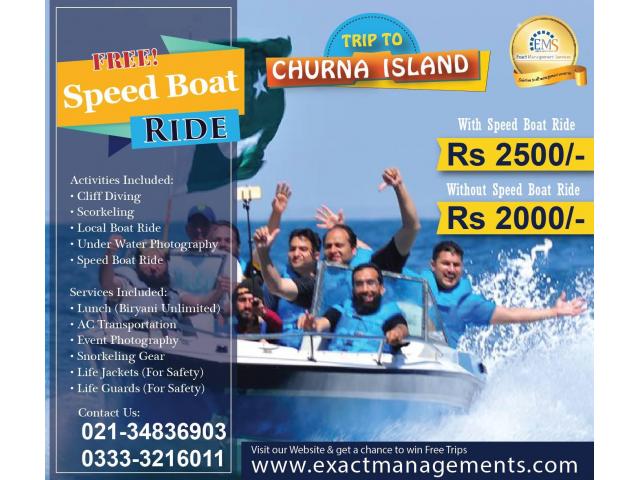 FREE!
Speed Boat
RIDE
TRIP TO
CHURNA ISLAND
EMS
Exact Management Services
With Speed Boat Ride
Rs 2500/-
Without Speed Boat Ride
Rs 2000/-
Activities Included:
• Cliff Diving
• Scorkeling
• Local Boat Ride
• Under Water Photography
• Speed Boat Ride
Services Included:
• Lunch (Biryani Unlimited)
• AC Transportation
• Event Photography
• Snorkeling Gear
• Life Jackets (For Safety)
• Life Guards (For Safety)
Contact Us:
021-34836903
0333-3216011
Visit our Website & get a chance to win Free Trips
www.exactmanagements.com